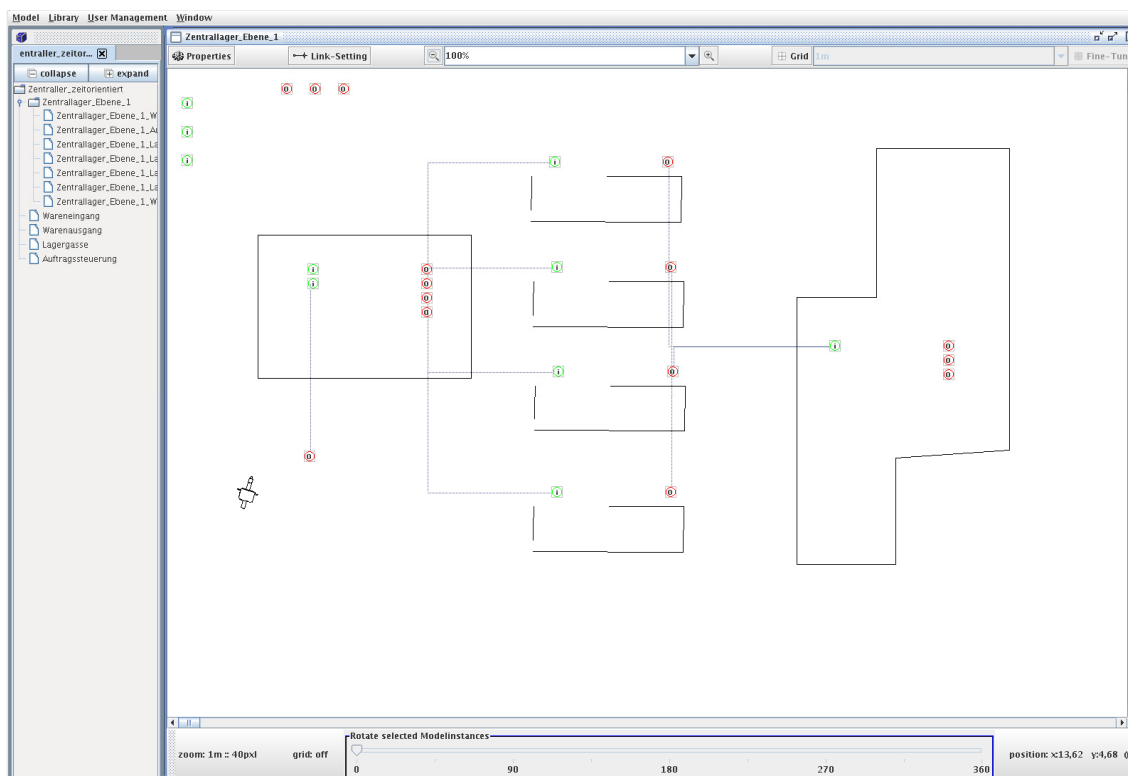 Model Library User Management Window
Zentrallager_Ebene_1
entraller_zeitor...
Properties Link-Setting 100% Grid 1m Fine-Tun
collapse expand
Zentraller_zeitorientiert
Zentrallager_Ebene_1
Zentrallager_Ebene_1_W
Zentrallager_Ebene_1_Au
Zentrallager_Ebene_1_La
Zentrallager_Ebene_1_La
Zentrallager_Ebene_1_La
Zentrallager_Ebene_1_La
Zentrallager_Ebene_1_W
Wareneingang
Warenausgang
Lagergasse
Auftragssteuerung
o o o
i
i
i
i o
i o i o
i o
o
o
i o
o
o
i o
o
i o
Rotate selected Modelinstances
zoom: 1m :: 40pxl grid: off position: x:13,62 y:4,68
0 90 180 270 360